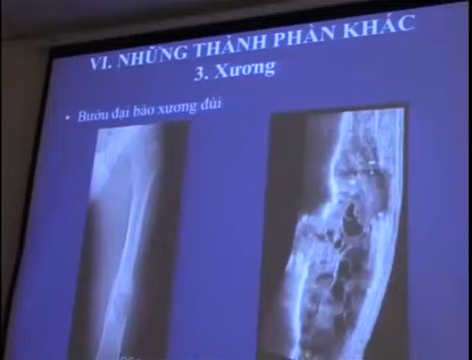 VI. NHỮNG THÀNH PHẦN KHÁC
3. Xương
• Bướu đại bào xương đùi